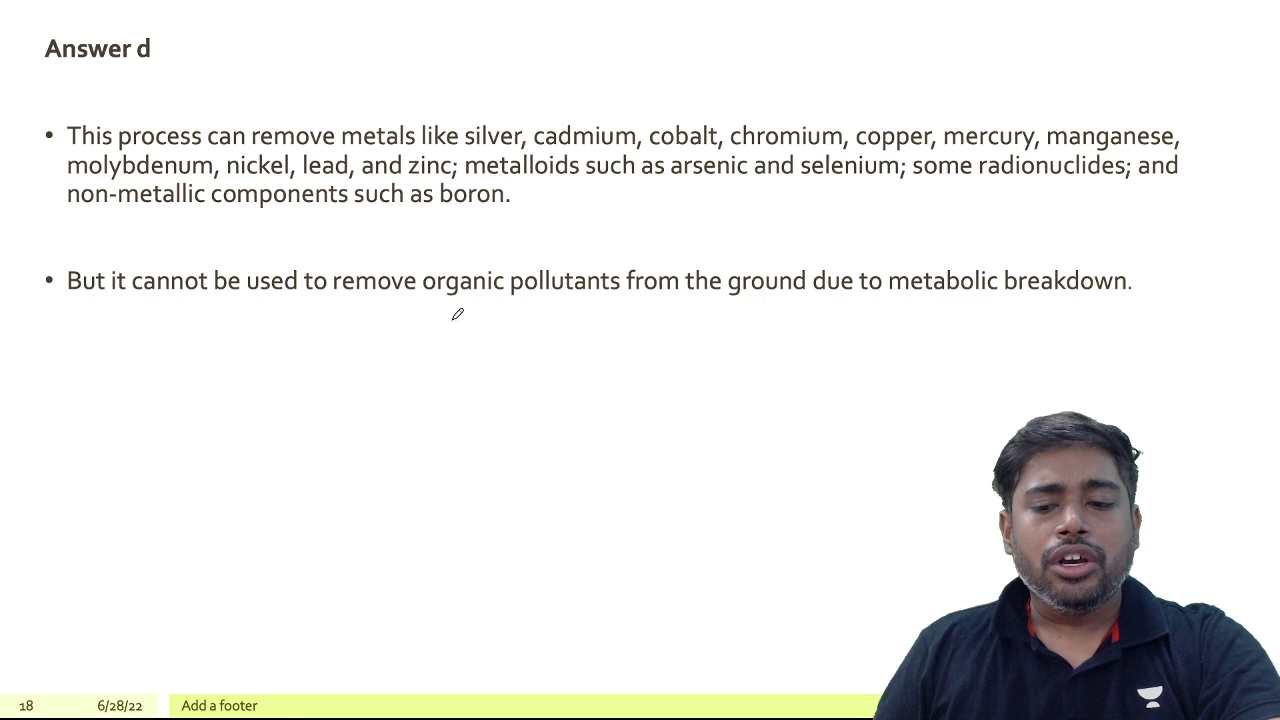 Answer d
• This process can remove metals like silver, cadmium, cobalt, chromium, copper, mercury, manganese,
molybdenum, nickel, lead, and zinc; metalloids such as arsenic and selenium; some radionuclides; and
non-metallic components such as boron.
• But it cannot be used to remove organic pollutants from the ground due to metabolic breakdown.
18 6/28/22 Add a footer